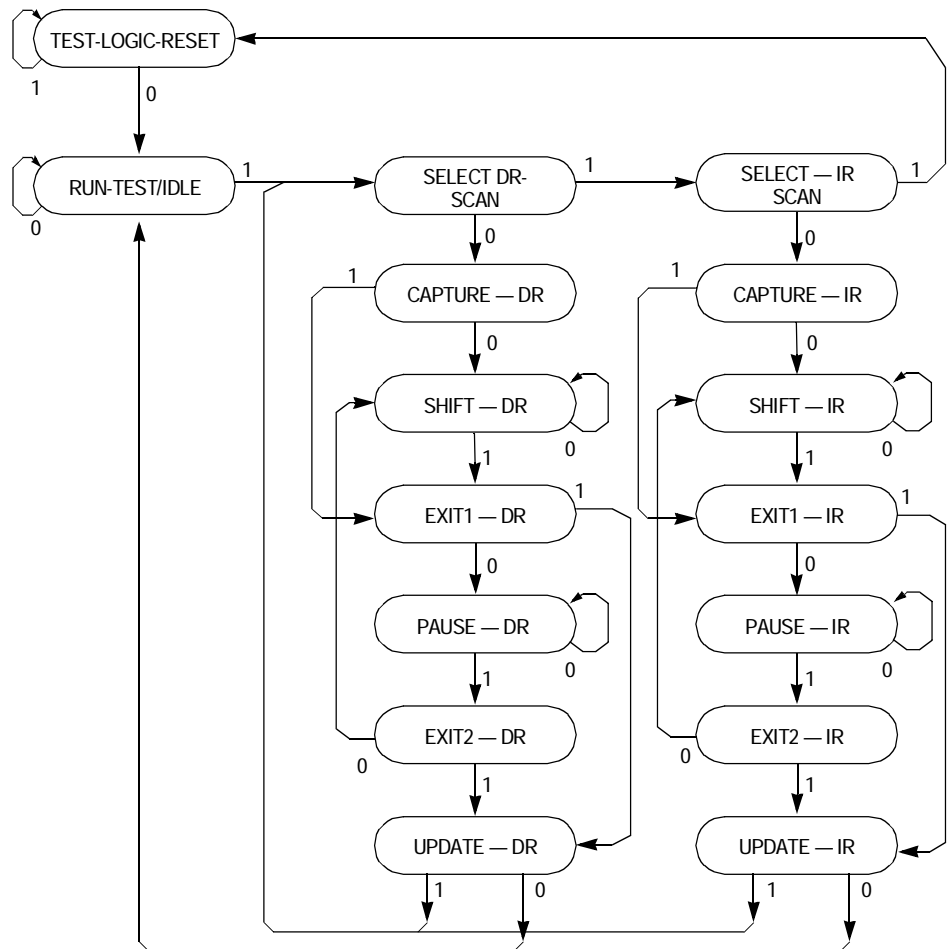 TEST-LOGIC-RESET
1
0
RUN-TEST/IDLE
1
0
SELECT DR-
SCAN
1
SELECT — IR
SCAN
1
0
0
1
CAPTURE — DR
0
1
CAPTURE — IR
0
SHIFT — DR
0
1
SHIFT — IR
0
1
EXIT1 — DR
1
0
EXIT1 — IR
1
0
PAUSE — DR
0
1
PAUSE — IR
0
1
EXIT2 — DR
0
1
EXIT2 — IR
0
1
UPDATE — DR
1
0
UPDATE — IR
1
0